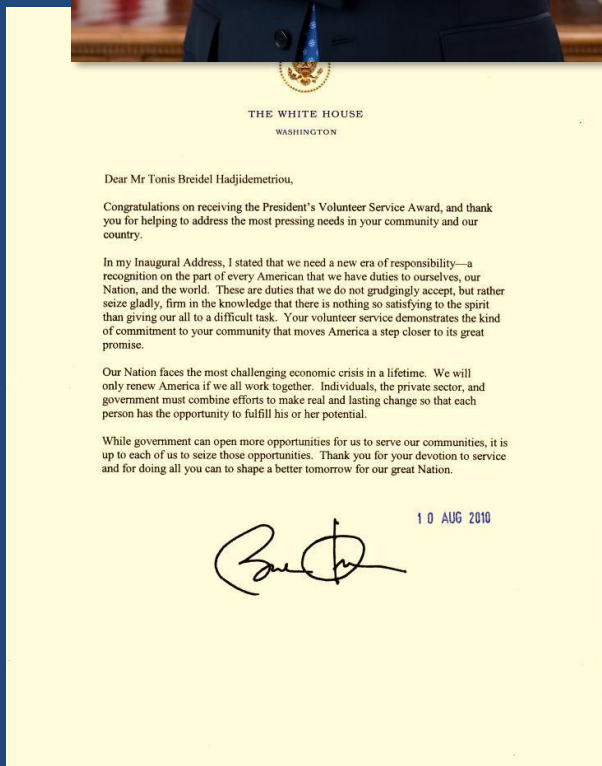 THE WHITE HOUSE
WASHINGTON
Dear Mr Tonis Breidel Hadjidemetriou,
Congratulations on receiving the President's Volunteer Service Award, and thank
you for helping to address the most pressing needs in your community and our
country.
In my Inaugural Address, I stated that we need a new era of responsibility—a
recognition on the part of every American that we have duties to ourselves, our
Nation, and the world. These are duties that we do not grudgingly accept, but rather
seize gladly, firm in the knowledge that there is nothing so satisfying to the spirit
than giving our all to a difficult task. Your volunteer service demonstrates the kind
of commitment to your community that moves America a step closer to its great
promise.
Our Nation faces the most challenging economic crisis in a lifetime. We will
only renew America if we all work together. Individuals, the private sector, and
government must combine efforts to make real and lasting change so that each
person has the opportunity to fulfill his or her potential.
While government can open more opportunities for us to serve our communities, it is
up to each of us to seize those opportunities. Thank you for your devotion to service
and for doing all you can to shape a better tomorrow for our great Nation.
10 AUG 2010